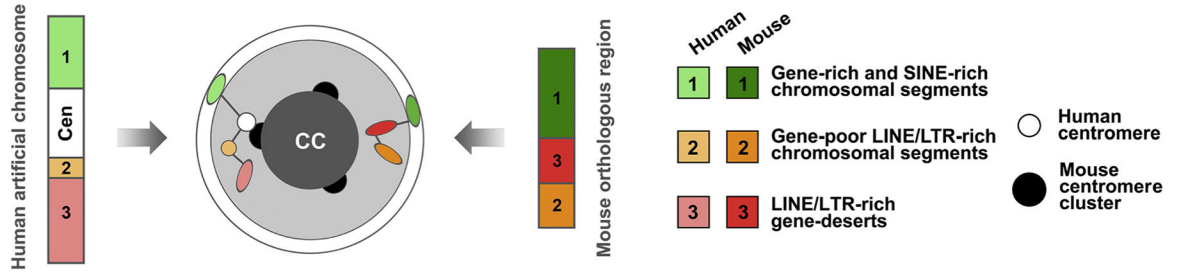 Human artificial chromosome
1
Cen
2
3
CC
1
3
2
Mouse orthologous region
Human
Mouse
1
1
Gene-rich and SINE-rich
chromosomal segments
2
2
Gene-poor LINE/LTR-rich
chromosomal segments
3
3
LINE/LTR-rich
gene-deserts
Human
centromere
Mouse
centromere
cluster